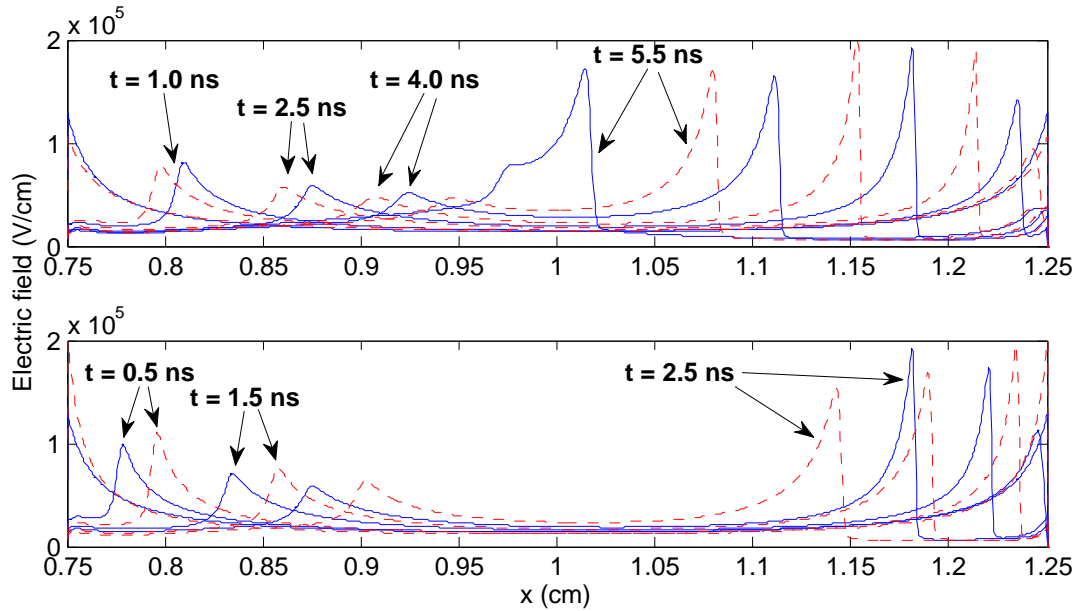 x 10^5
2
1
0
t = 1.0 ns
t = 2.5 ns
t = 4.0 ns
t = 5.5 ns
0.75 0.8 0.85 0.9 0.95 1 1.05 1.1 1.15 1.2 1.25
Electric field (V/cm)
x 10^5
2
1
0
t = 0.5 ns
t = 1.5 ns
t = 2.5 ns
0.75 0.8 0.85 0.9 0.95 1 1.05 1.1 1.15 1.2 1.25
x (cm)